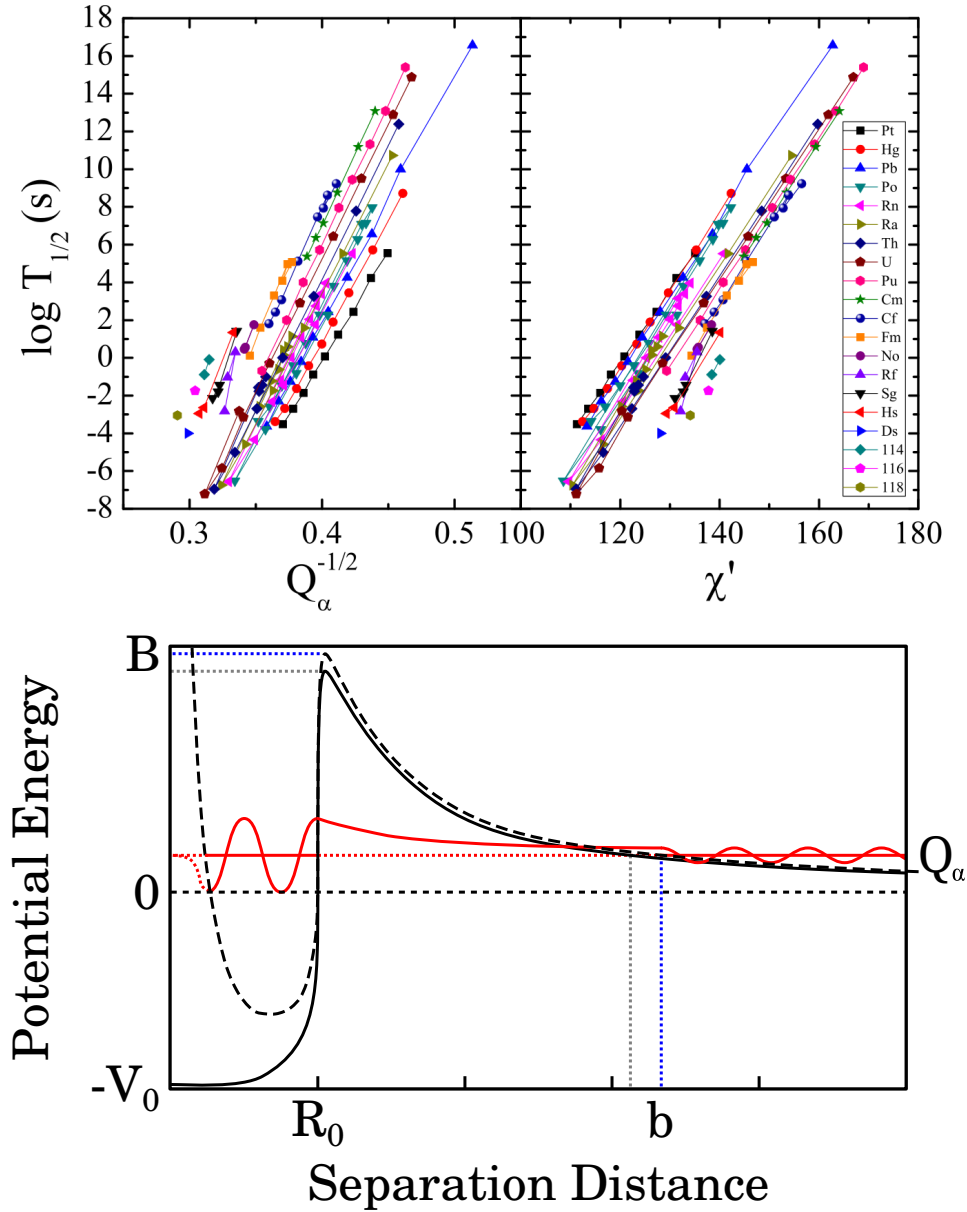 18
16
14
12
10
8
6
4
2
0
-2
-4
-6
-8
log T1/2(s)
0.3 0.4 0.5
Qα-1/2
100 120 140 160 180
χ'
Pt
Hg
Pb
Po
Rn
Ra
Th
U
Pu
Cm
Cf
Fm
No
Rf
Sg
Hs
Ds
114
116
118
B
0
-V0
Potential Energy
Qα
R0 b
Separation Distance